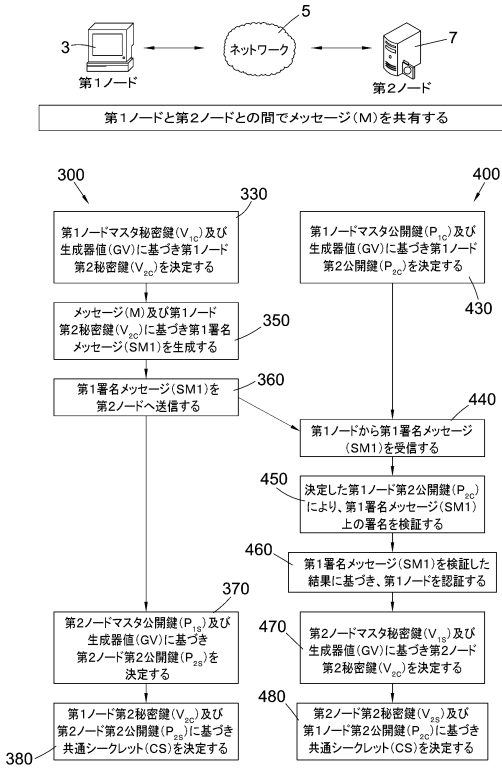 3
5
7
ネットワーク
第1ノード
第2ノード
第1ノードと第2ノードとの間でメッセージ(M)を共有する
300
330
第1ノードマスタ秘密鍵(V1C)及び
生成器値(GV)に基づき第1ノード
第2秘密鍵(V2C)を決定する
メッセージ(M)及び第1ノード
第2秘密鍵(V2C)に基づき第1署名
メッセージ(SM1)を生成する
350
第1署名メッセージ(SM1)を
第2ノードへ送信する
360
370
第2ノードマスタ公開鍵(P1S)及び
生成器値(GV)に基づき
第2ノード第2公開鍵(P2S)を
決定する
第1ノード第2秘密鍵(V2C)及び
第2ノード第2公開鍵(P2S)に基づき
共通シークレット(CS)を決定する
380
400
第1ノードマスタ公開鍵(P1C)及び
生成器値(GV)に基づき第1ノード
第2公開鍵(P2C)を決定する
430
440
第1ノードから第1署名メッセージ
(SM1)を受信する
450
決定した第1ノード第2公開鍵(P2C)
により、第1署名メッセージ(SM1)
上の署名を検証する
460
第1署名メッセージ(SM1)を検証した
結果に基づき、第1ノードを認証する
470
第2ノードマスタ秘密鍵(V1S)及び
生成器値(GV)に基づき第2ノード
第2秘密鍵(V2C)を決定する
480
第2ノード第2秘密鍵(V2S)及び
第1ノード第2公開鍵(P2C)に基づき
共通シークレット(CS)を決定する